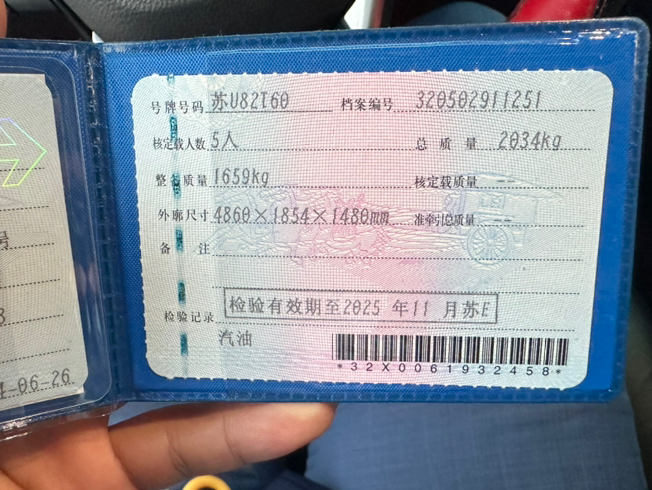 号牌号码 苏U82T60 档案编号 320502911251
核定载人数 5人 总质量 2034kg
整备质量 1659kg 核定载质量
外廓尺寸 4860×1854×1480mm 准牵引总质量
备注
检验记录 检验有效期至2025 年11 月苏E
汽油
*32X0061932458*
号
06-26